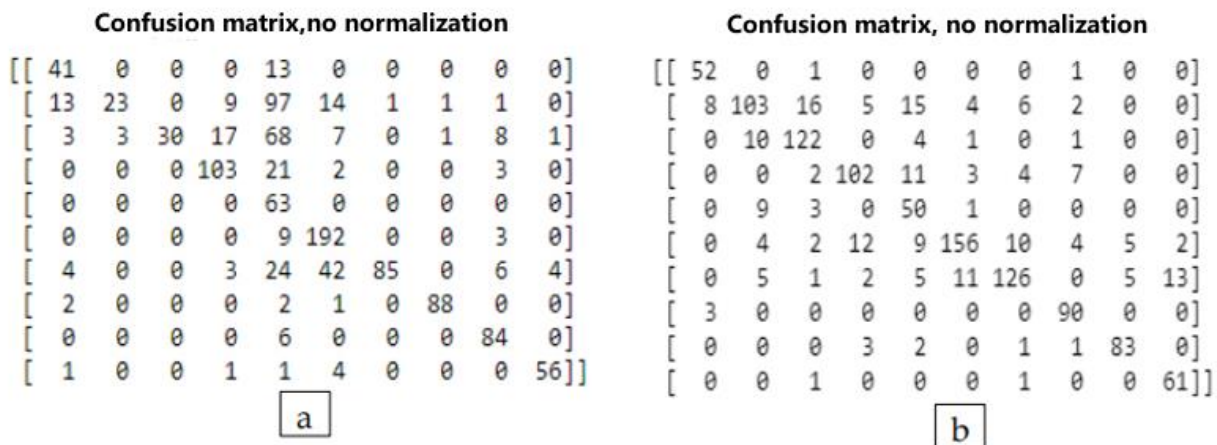 Confusion matrix,no normalization
[[ 41 0 0 0 13 0 0 0 0 0]
[ 13 23 0 9 97 14 1 1 1 0]
[ 3 3 30 17 68 7 0 1 8 1]
[ 0 0 0 103 21 2 0 0 3 0]
[ 0 0 0 0 63 0 0 0 0 0]
[ 0 0 0 0 9 192 0 0 3 0]
[ 4 0 0 3 24 42 85 0 6 4]
[ 2 0 0 0 2 1 0 88 0 0]
[ 0 0 0 0 6 0 0 0 84 0]
[ 1 0 0 1 1 4 0 0 0 56]]
a
Confusion matrix, no normalization
[[ 52 0 1 0 0 0 0 1 0 0]
[ 8 103 16 5 15 4 6 2 0 0]
[ 0 10 122 0 4 1 0 1 0 0]
[ 0 0 2 102 11 3 4 7 0 0]
[ 0 9 3 0 50 1 0 0 0 0]
[ 0 4 2 12 9 156 10 4 5 2]
[ 0 5 1 2 5 11 126 0 5 13]
[ 3 0 0 0 0 0 0 90 0 0]
[ 0 0 0 3 2 0 1 1 83 0]
[ 0 0 1 0 0 0 1 0 0 61]]
b